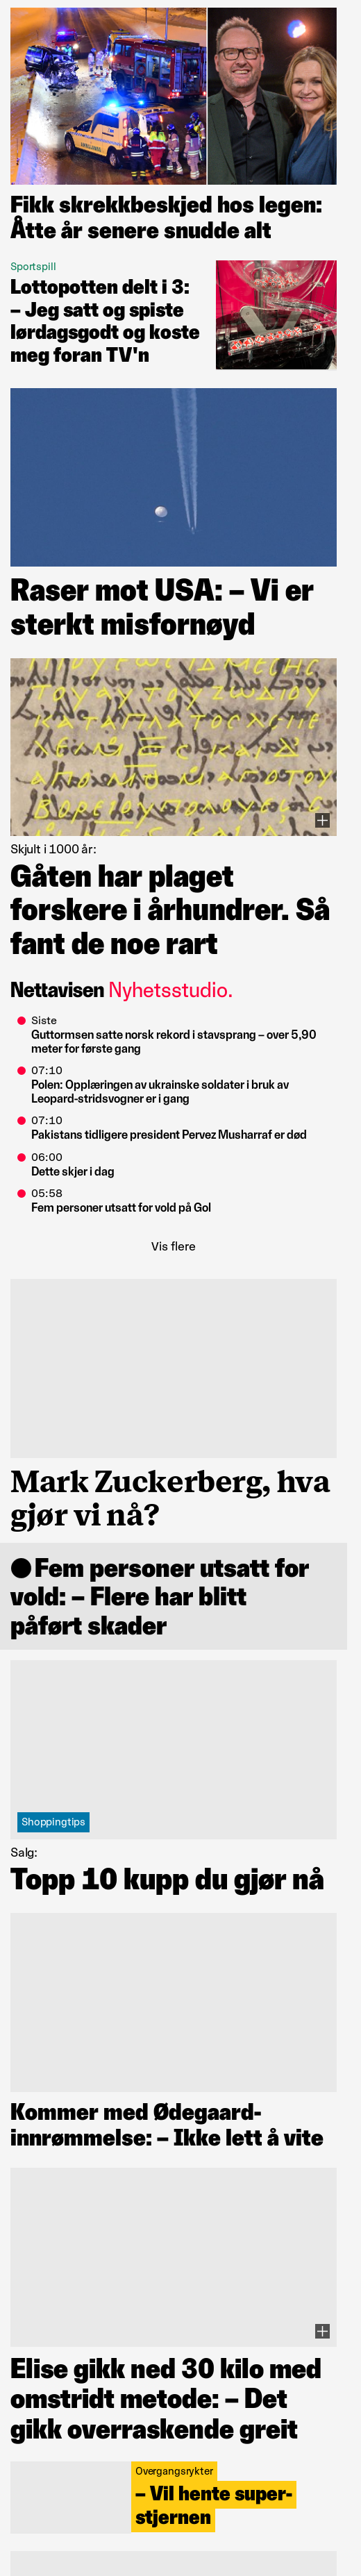 Fikk skrekkbeskjed hos legen:
Åtte år senere snudde alt
Sportspill
Lottopotten delt i 3:
– Jeg satt og spiste
lørdagsgodt og koste
meg foran TV'n
Raser mot USA: – Vi er
sterkt misfornøyd
Skjult i 1000 år:
Gåten har plaget
forskere i århundrer. Så
fant de noe rart
Nettavisen Nyhetsstudio.
Siste
Guttormsen satte norsk rekord i stavsprang – over 5,90
meter for første gang
07:10
Polen: Opplæringen av ukrainske soldater i bruk av
Leopard-stridsvogner er i gang
07:10
Pakistans tidligere president Pervez Musharraf er død
06:00
Dette skjer i dag
05:58
Fem personer utsatt for vold på Gol
Vis flere
Mark Zuckerberg, hva
gjør vi nå?
Fem personer utsatt for
vold: – Flere har blitt
påført skader
Shoppingtips
Salg:
Topp 10 kupp du gjør nå
Kommer med Ødegaard-
innrømmelse: – Ikke lett å vite
Elise gikk ned 30 kilo med
omstridt metode: – Det
gikk overraskende greit
Overgangsrykter
– Vil hente super-
stjernen